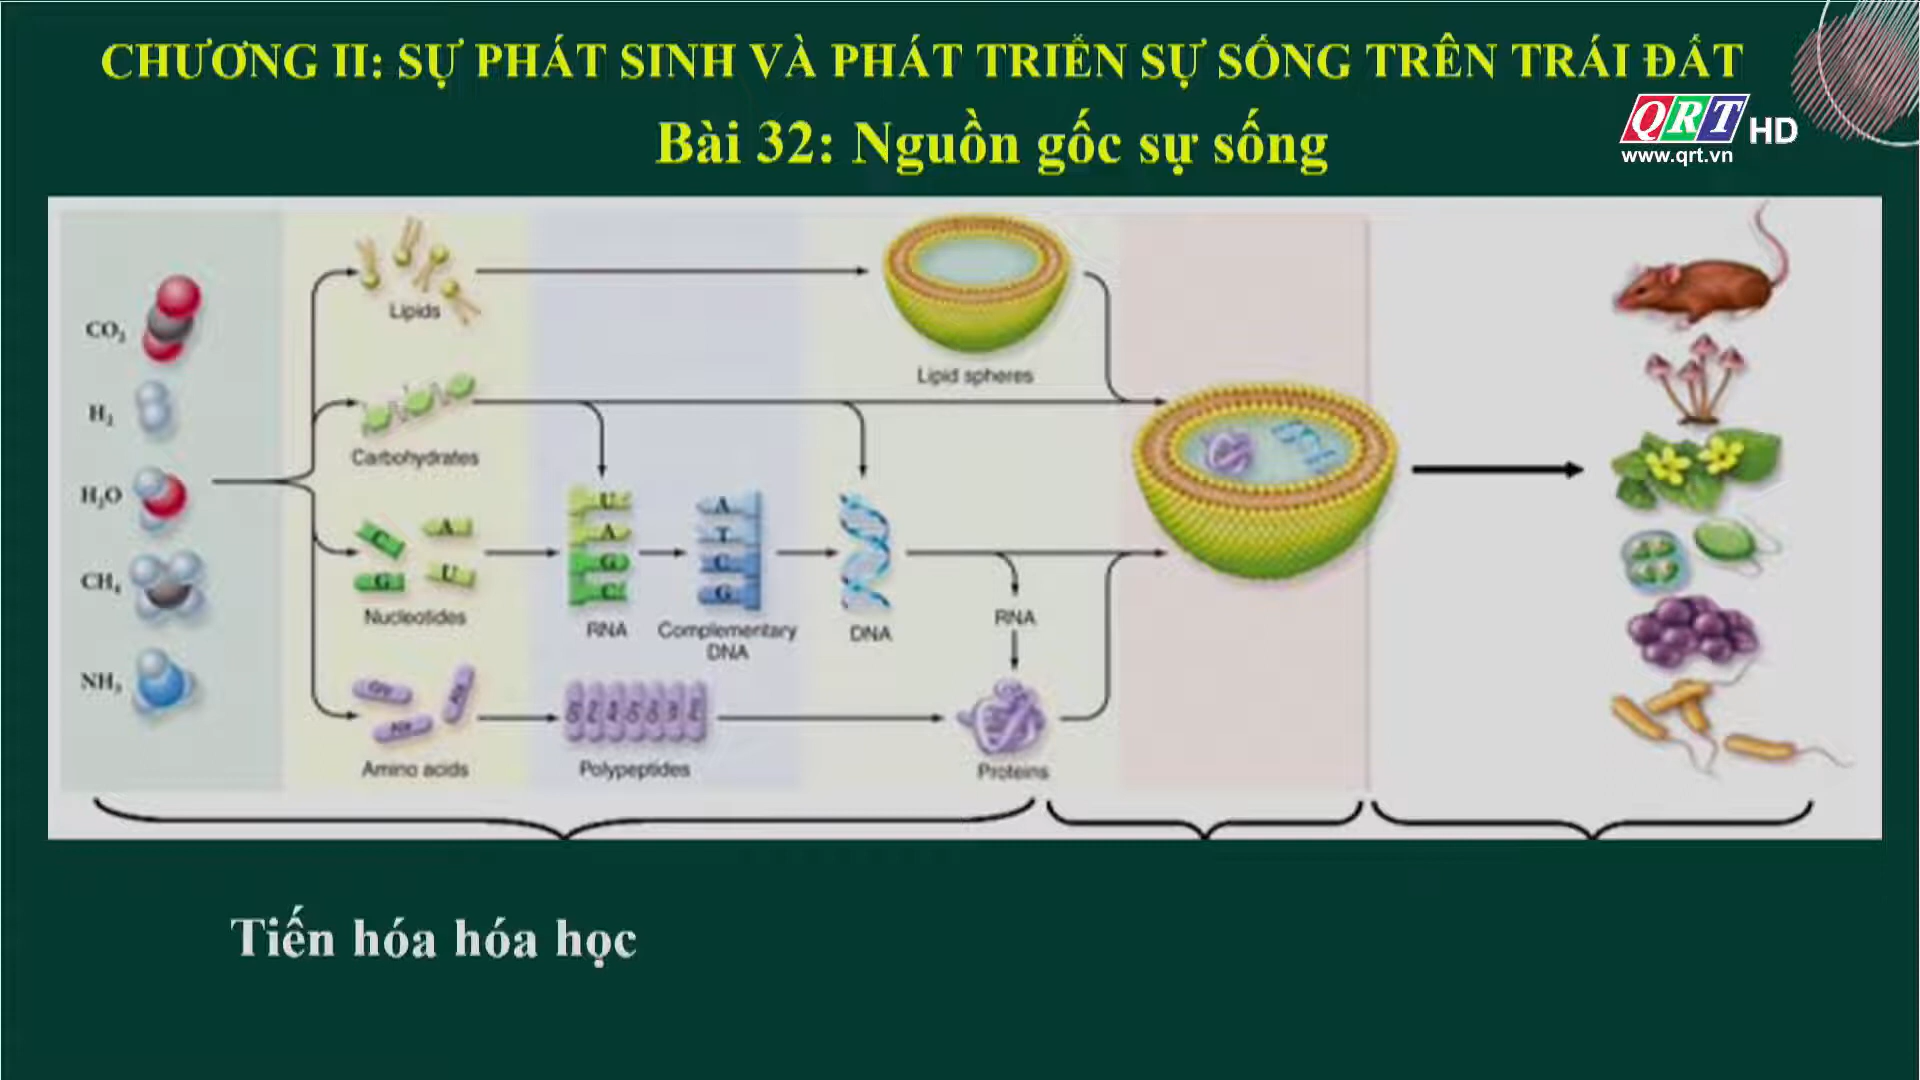 CHƯƠNG II: SỰ PHÁT SINH VÀ PHÁT TRIỂN SỰ SỐNG TRÊN TRÁI ĐẤT
Bài 32: Nguồn gốc sự sống
QRT HD
www.qrt.vn
CO₂
H₂
H₂O
CH₄
NH₃
Lipids
Lipid spheres
Carbohydrates
C A G U
Nucleotides
U A G C
RNA
A T C G
Complementary
DNA
DNA
RNA
Amino acids
Polypeptides
Proteins
Tiến hóa hóa học